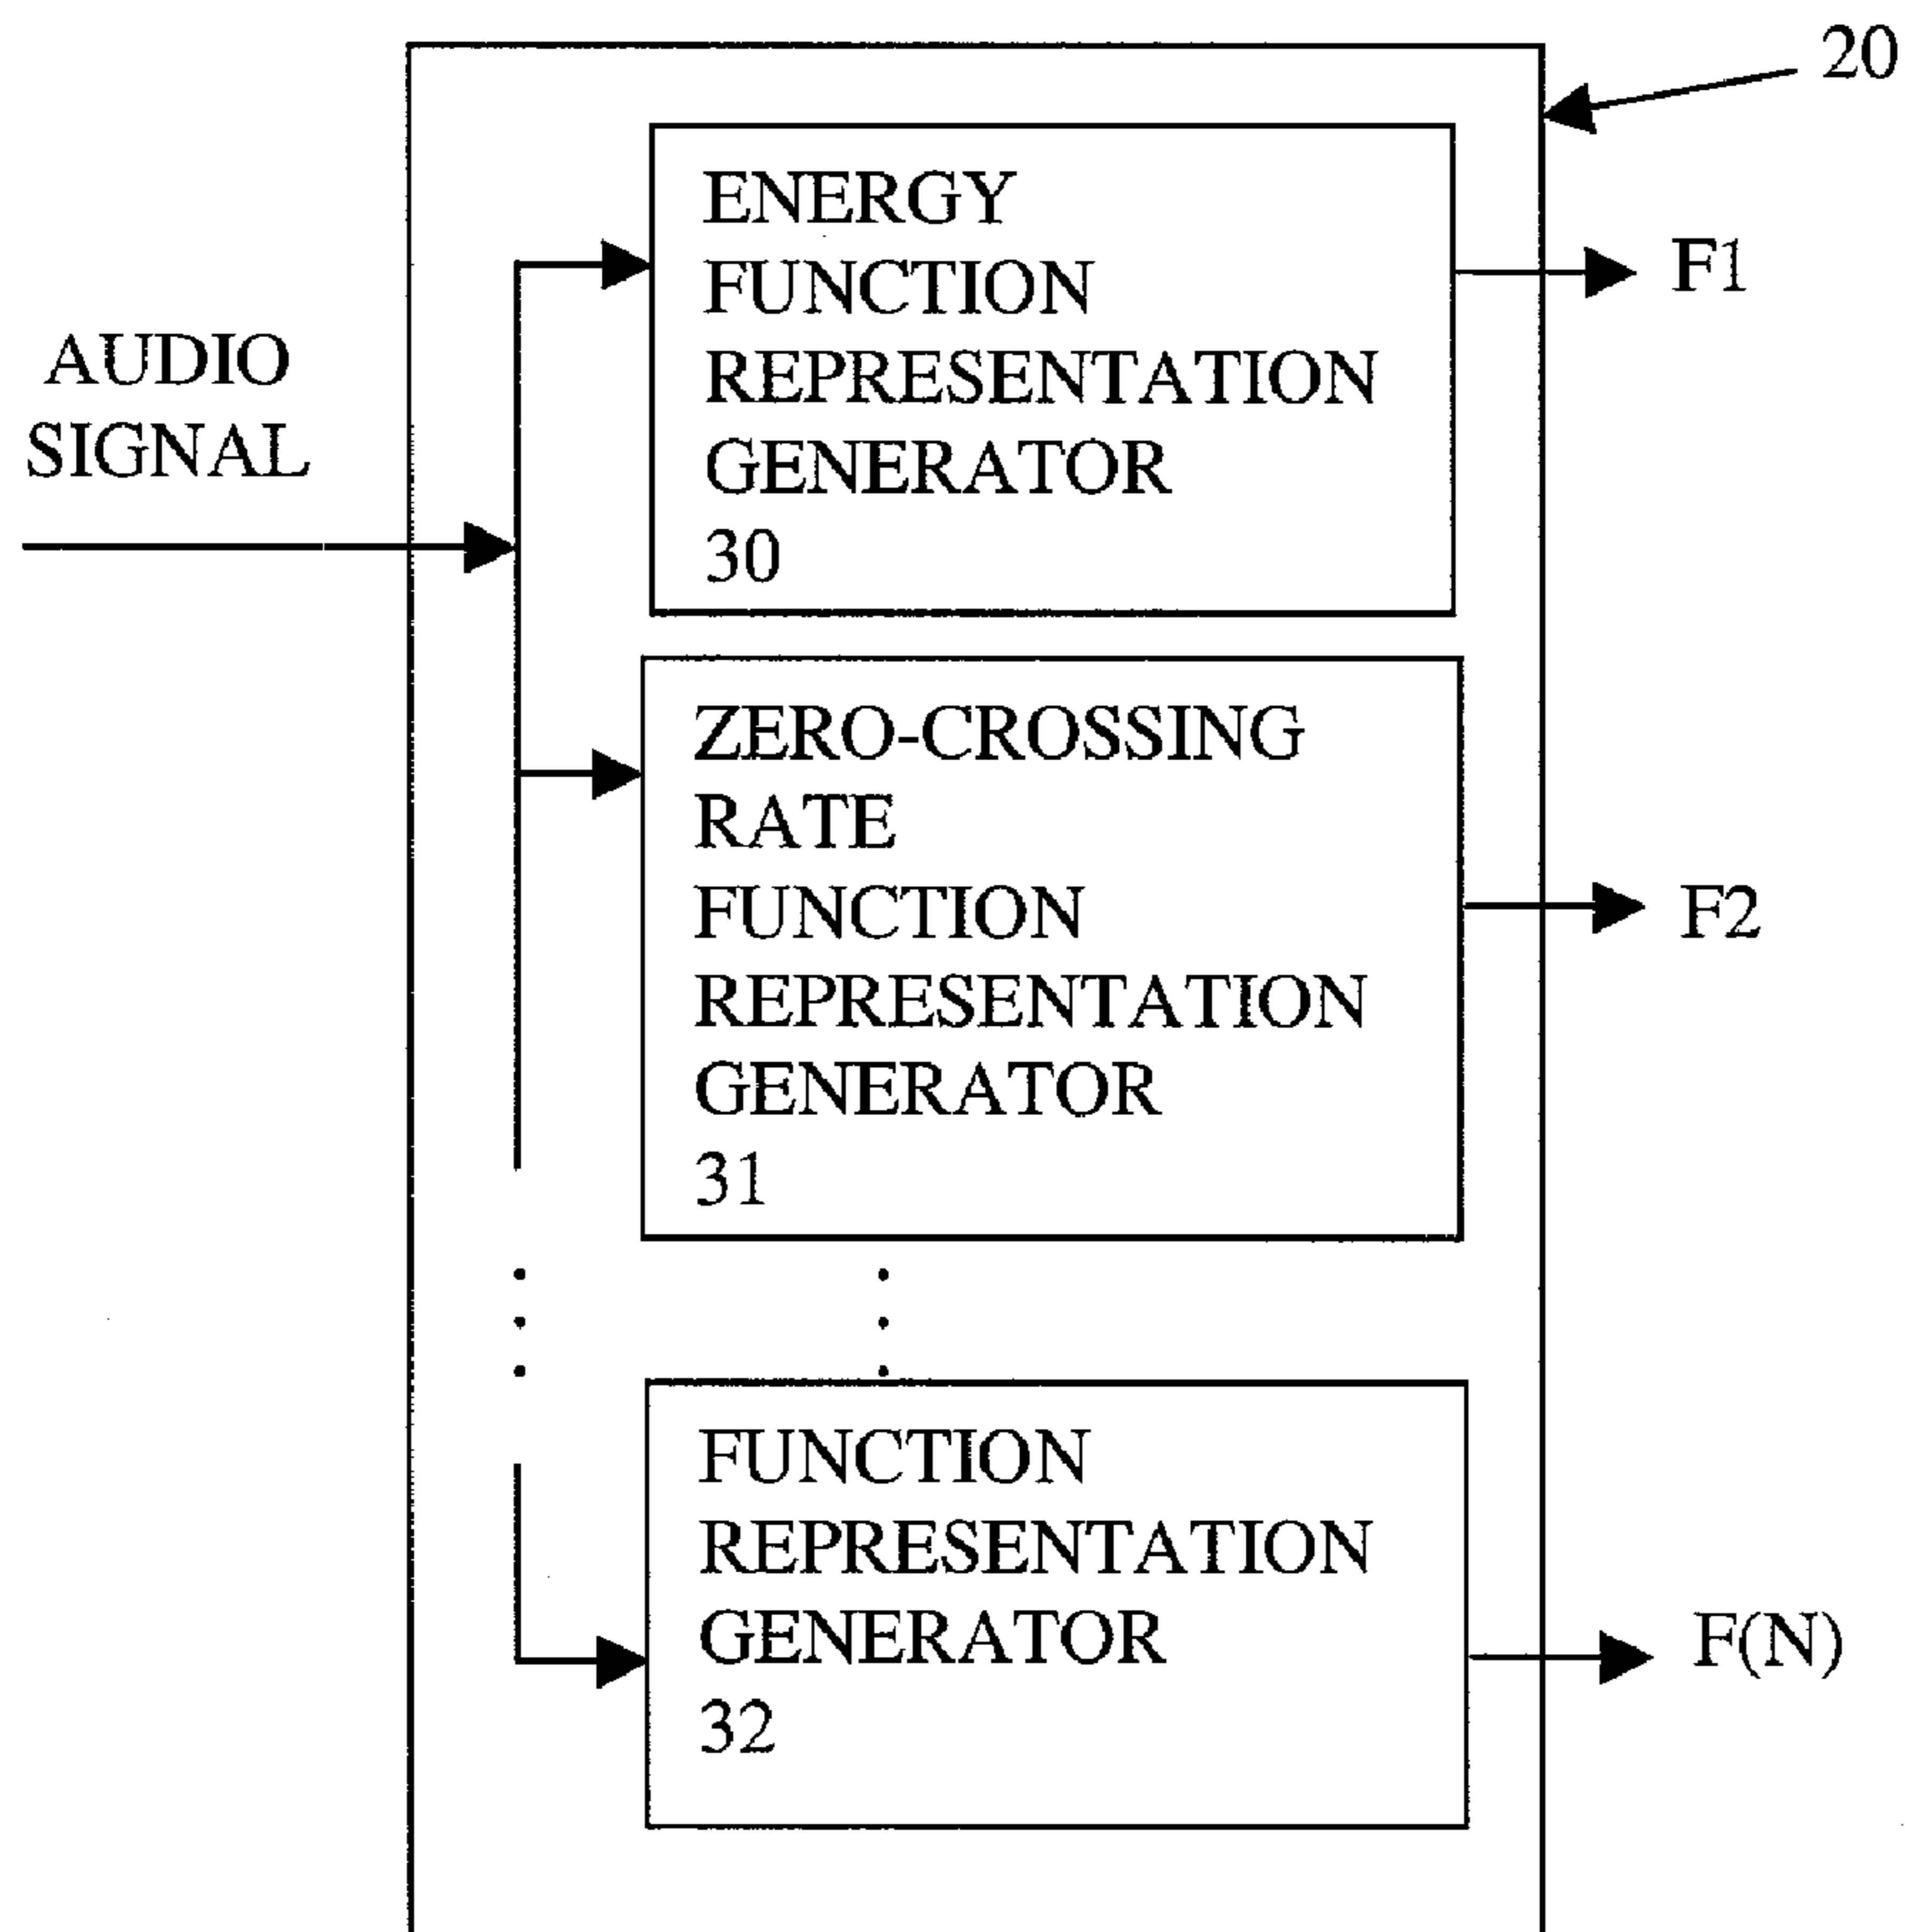 20
AUDIO
SIGNAL
ENERGY
FUNCTION
REPRESENTATION
GENERATOR
30
F1
ZERO-CROSSING
RATE
FUNCTION
REPRESENTATION
GENERATOR
31
F2
FUNCTION
REPRESENTATION
GENERATOR
32
F(N)